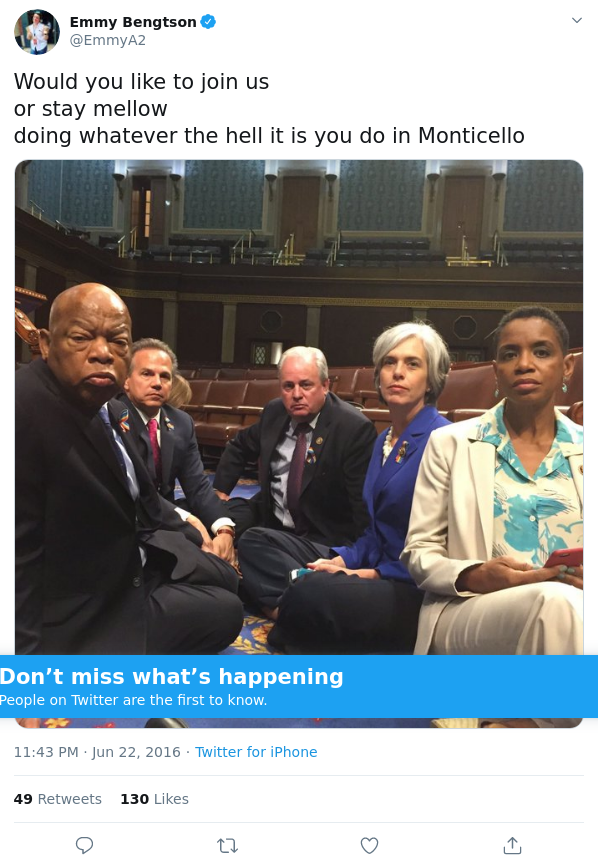 Emmy Bengtson
@EmmyA2
Would you like to join us
or stay mellow
doing whatever the hell it is you do in Monticello
Don’t miss what’s happening
People on Twitter are the first to know.
11:43 PM · Jun 22, 2016 · Twitter for iPhone
49 Retweets 130 Likes